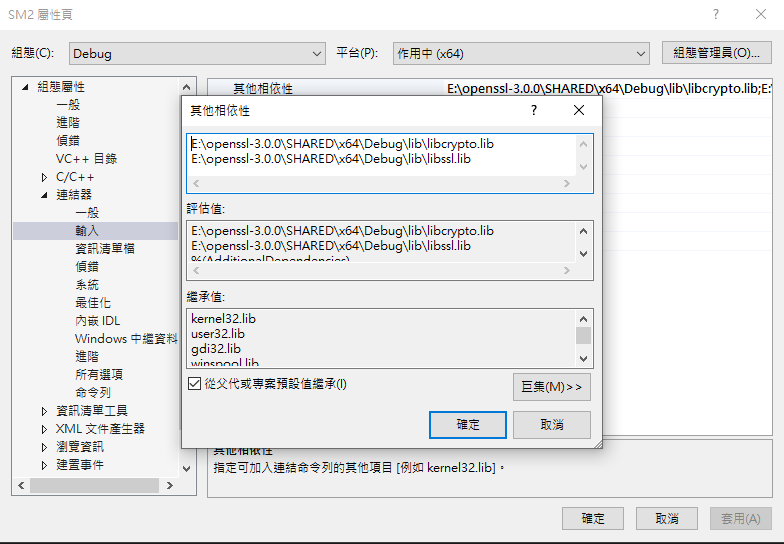 SM2 屬性頁
組態(C):
Debug
平台(P):
作用中 (x64)
組態管理員(O)...
組態屬性
一般
進階
偵錯
VC++ 目錄
C/C++
連結器
一般
輸入
資訊清單檔
偵錯
系統
最佳化
內嵌 IDL
Windows 中繼資料
進階
所有選項
命令列
資訊清單工具
XML 文件產生器
瀏覽資訊
建置事件
其他相依性
E:\openssl-3.0.0\SHARED\x64\Debug\lib\libcrypto.lib;E:
其他相依性
E:\openssl-3.0.0\SHARED\x64\Debug\lib\libcrypto.lib
E:\openssl-3.0.0\SHARED\x64\Debug\lib\libssl.lib
評估值:
E:\openssl-3.0.0\SHARED\x64\Debug\lib\libcrypto.lib
E:\openssl-3.0.0\SHARED\x64\Debug\lib\libssl.lib
%(AdditionalDependencies)
繼承值:
kernel32.lib
user32.lib
gdi32.lib
winspool.lib
從父代或專案預設值繼承(I)
巨集(M)>>
確定
取消
其他相依性
指定可加入連結命令列的其他項目 [例如 kernel32.lib]。
確定
取消
套用(A)